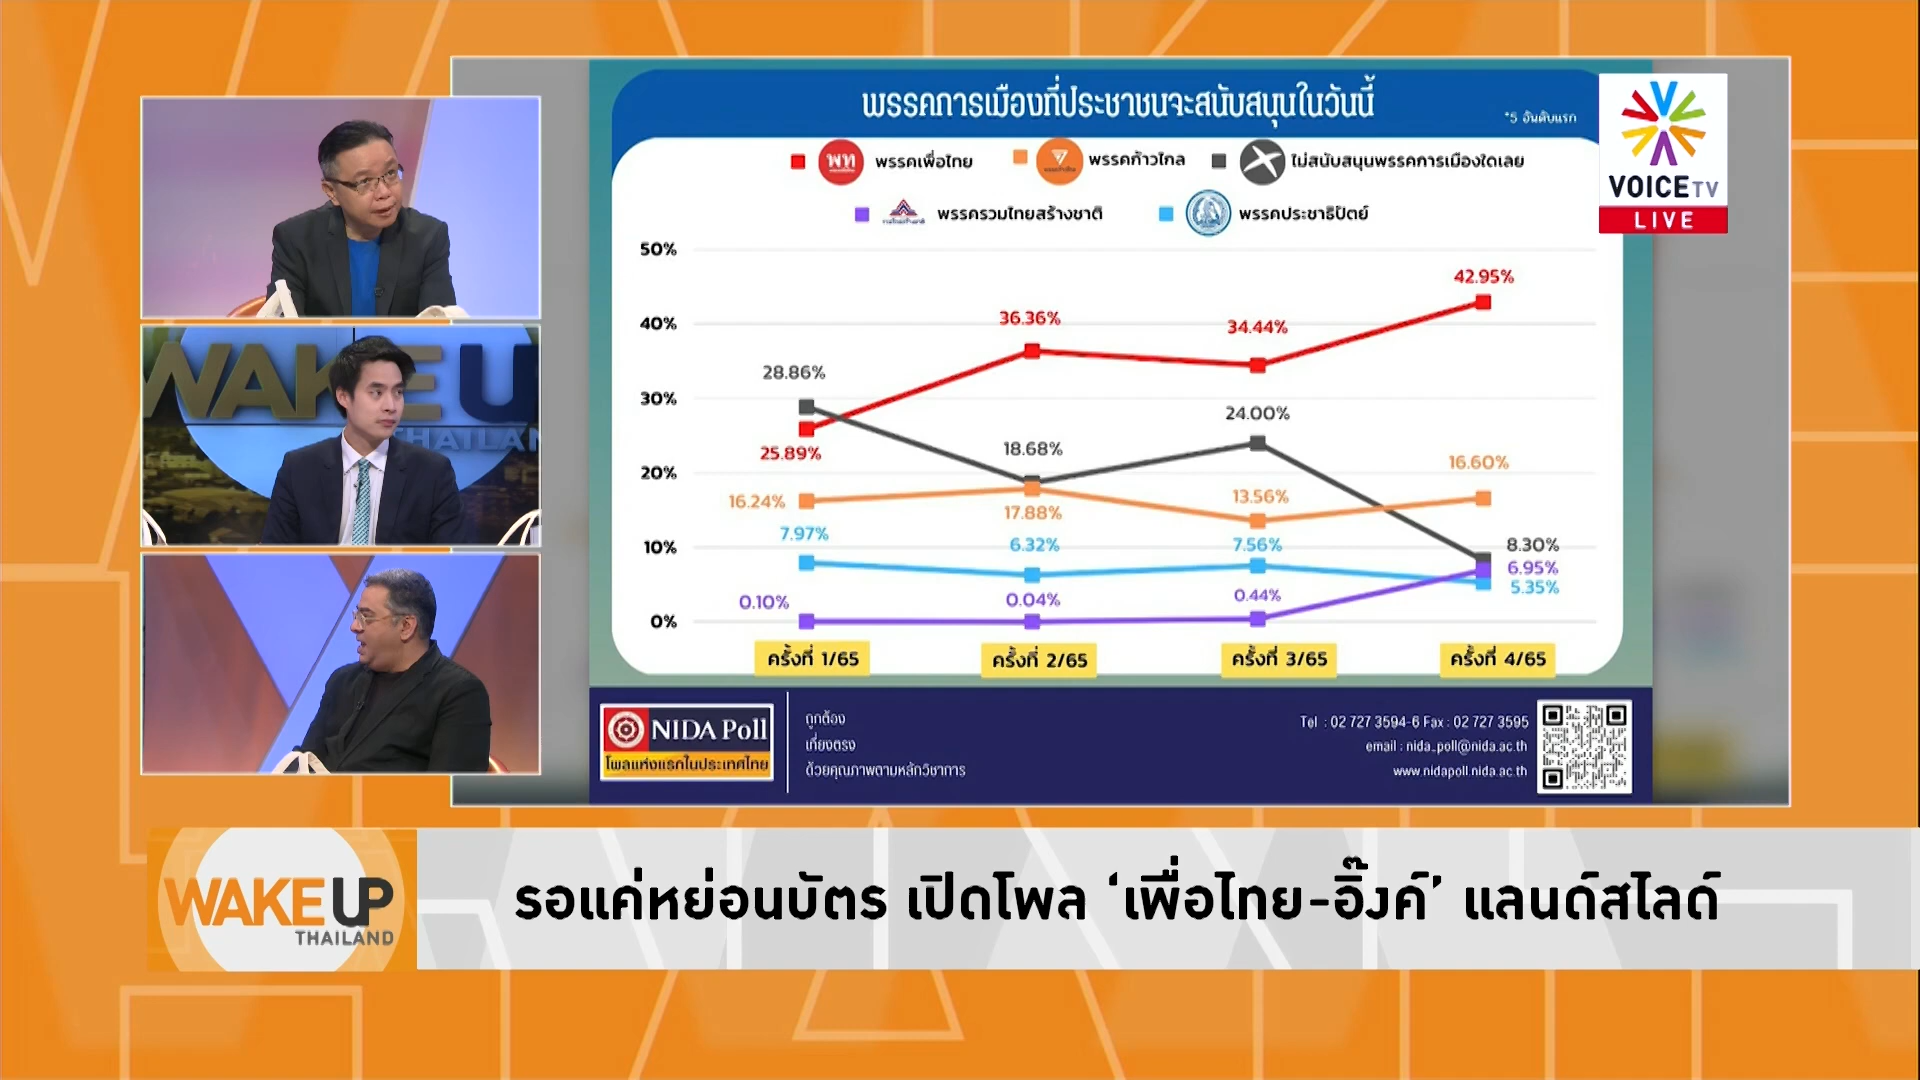 พรรคการเมืองที่ประชาชนจะสนับสนุนในวันนี้
*5 อันดับแรก
พท พรรคเพื่อไทย พรรคก้าวไกล ไม่สนับสนุนพรรคการเมืองใดเลย
พรรครวมไทยสร้างชาติ พรรคประชาธิปัตย์
VOICE TV
LIVE
50%
40%
30%
20%
10%
0%
25.89% 36.36% 34.44% 42.95%
28.86% 18.68% 24.00% 8.30%
16.24% 17.88% 13.56% 16.60%
7.97% 6.32% 7.56% 5.35%
0.10% 0.04% 0.44% 6.95%
ครั้งที่ 1/65 ครั้งที่ 2/65 ครั้งที่ 3/65 ครั้งที่ 4/65
NIDA Poll
โพลแห่งแรกในประเทศไทย
ถูกต้อง
เที่ยงตรง
ด้วยคุณภาพตามหลักวิชาการ
Tel : 02 727 3594-6 Fax : 02 727 3595
email : nida_poll@nida.ac.th
www.nidapoll.nida.ac.th
WAKE U
THAILAN
WAKE UP
THAILAND
รอแค่หย่อนบัตร เปิดโพล ‘เพื่อไทย-อิ๊งค์’ แลนด์สไลด์